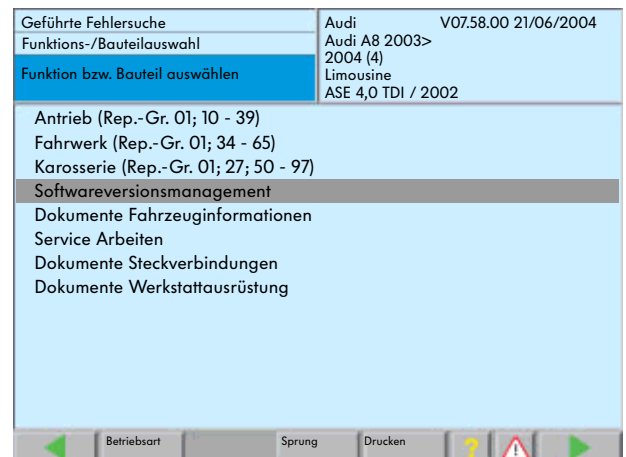 Geführte Fehlersuche
Funktions-/Bauteilauswahl
Funktion bzw. Bauteil auswählen
Audi V07.58.00 21/06/2004
Audi A8 2003>
2004 (4)
Limousine
ASE 4,0 TDI / 2002
Antrieb (Rep.-Gr. 01; 10 - 39)
Fahrwerk (Rep.-Gr. 01; 34 - 65)
Karosserie (Rep.-Gr. 01; 27; 50 - 97)
Softwareversionsmanagement
Dokumente Fahrzeuginformationen
Service Arbeiten
Dokumente Steckverbindungen
Dokumente Werkstattausrüstung
Betriebsart Sprung Drucken ? !